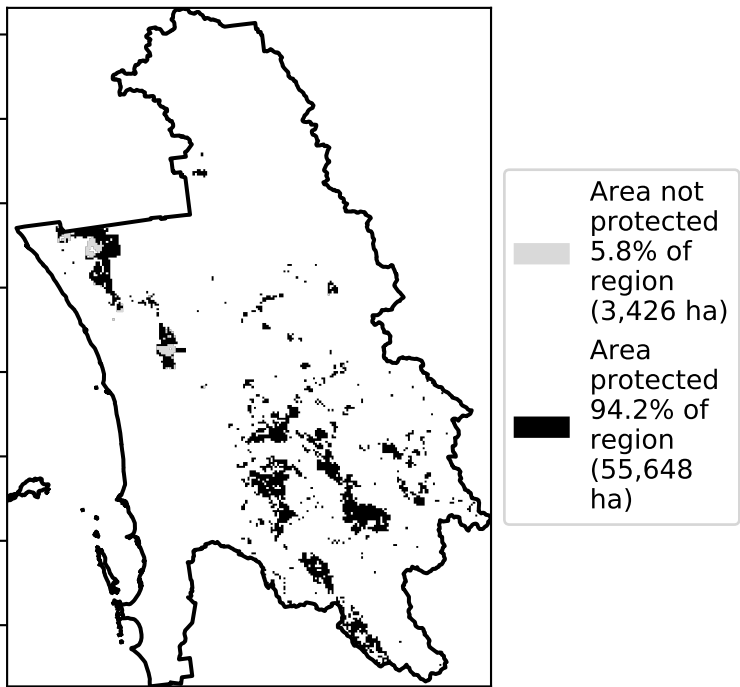 Area not
protected
5.8% of
region
(3,426 ha)
Area
protected
94.2% of
region
(55,648
ha)